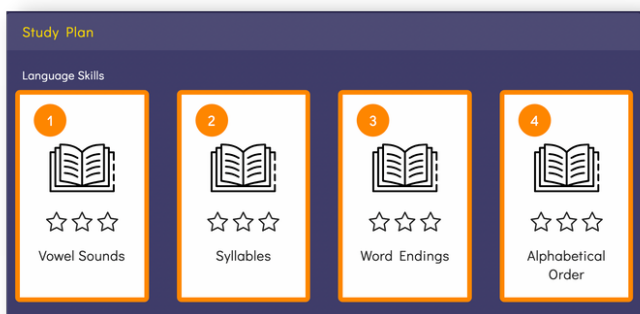 Study Plan
Language Skills
1
2
3
4
Vowel Sounds
Syllables
Word Endings
Alphabetical
Order